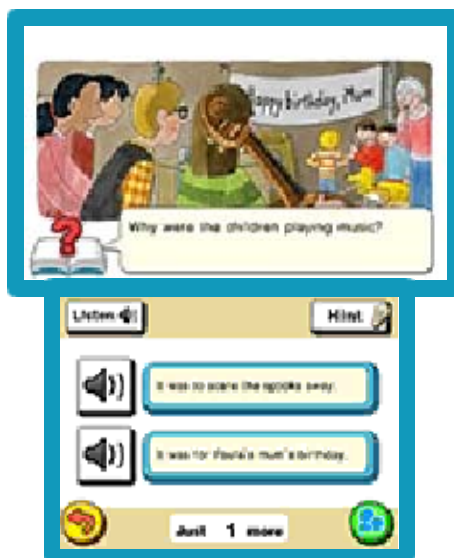 Happy birthday, Mum
Why were the children playing music?
Listen
Hint
It was to scare the spooks away.
It was for Paula's mum's birthday.
Just 1 more